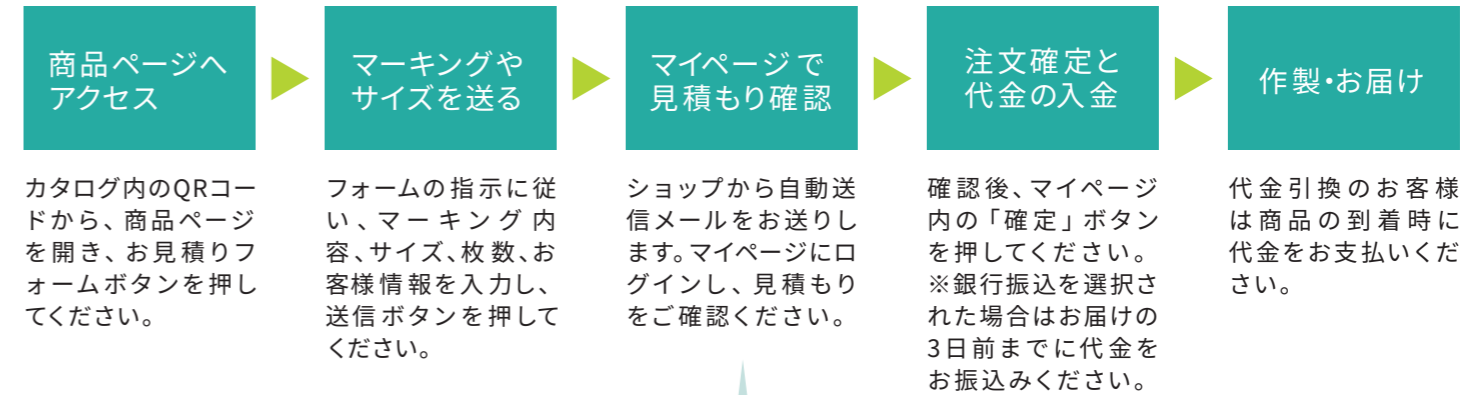 商品ページへ
アクセス
カタログ内のQRコー
ドから、商品ページ
を開き、お見積りフ
ォームボタンを押し
てください。
マーキングや
サイズを送る
フォームの指示に従
い、マーキング内
容、サイズ、枚数、お
客様情報を入力し、
送信ボタンを押して
ください。
マイページで
見積もり確認
ショップから自動送
信メールをお送りし
ます。マイページにロ
グインし、見積もり
をご確認ください。
注文確定と
代金の入金
確認後、マイページ
内の「確定」ボタン
を押してください。
※銀行振込を選択さ
れた場合はお届けの
3日前までに代金を
お振込みください。
作製・お届け
代金引換のお客様
は商品の到着時に
代金をお支払いくだ
さい。